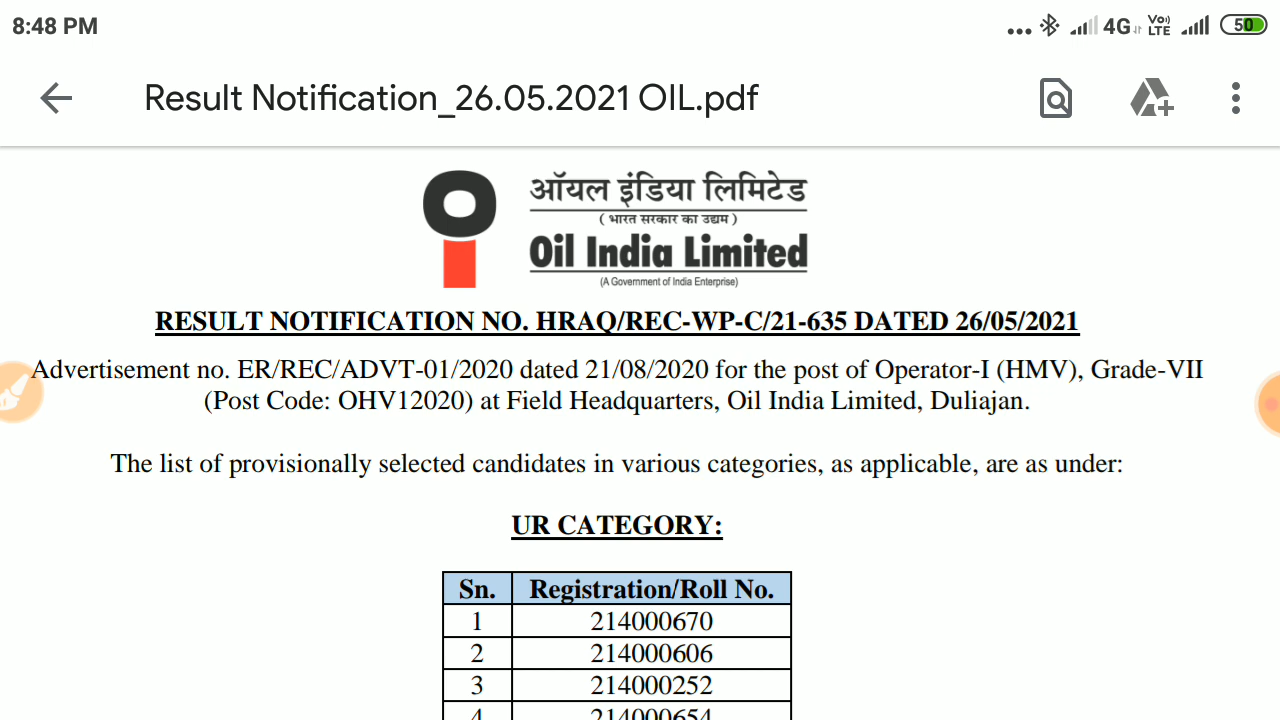 8:48 PM
4G
Vo))
LTE
50
Result Notification_26.05.2021 OIL.pdf
ऑयल इंडिया लिमिटेड
( भारत सरकार का उद्यम )
Oil India Limited
(A Government of India Enterprise)
RESULT NOTIFICATION NO. HRAQ/REC-WP-C/21-635 DATED 26/05/2021
Advertisement no. ER/REC/ADVT-01/2020 dated 21/08/2020 for the post of Operator-I (HMV), Grade-VII
(Post Code: OHV12020) at Field Headquarters, Oil India Limited, Duliajan.
The list of provisionally selected candidates in various categories, as applicable, are as under:
UR CATEGORY:
Sn. Registration/Roll No.
1 214000670
2 214000606
3 214000252
4 214000654